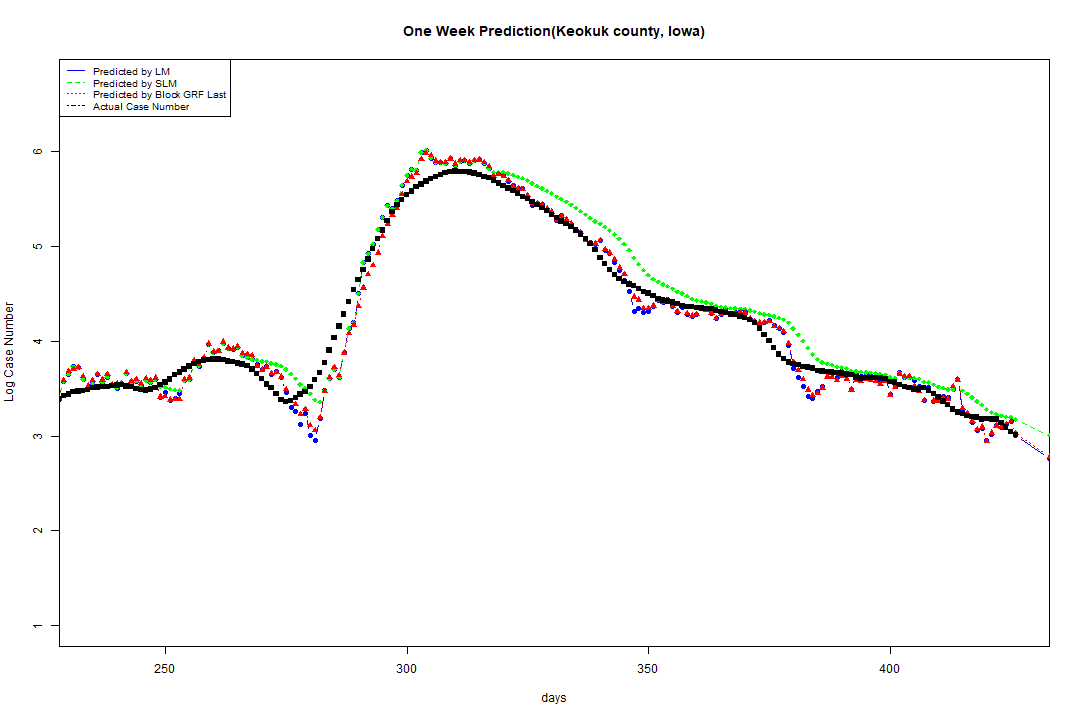 One Week Prediction(Keokuk county, Iowa)
Predicted by LM
Predicted by SLM
Predicted by Block GRF Last
Actual Case Number
6
5
4
3
2
1
Log Case Number
250 300 350 400
days